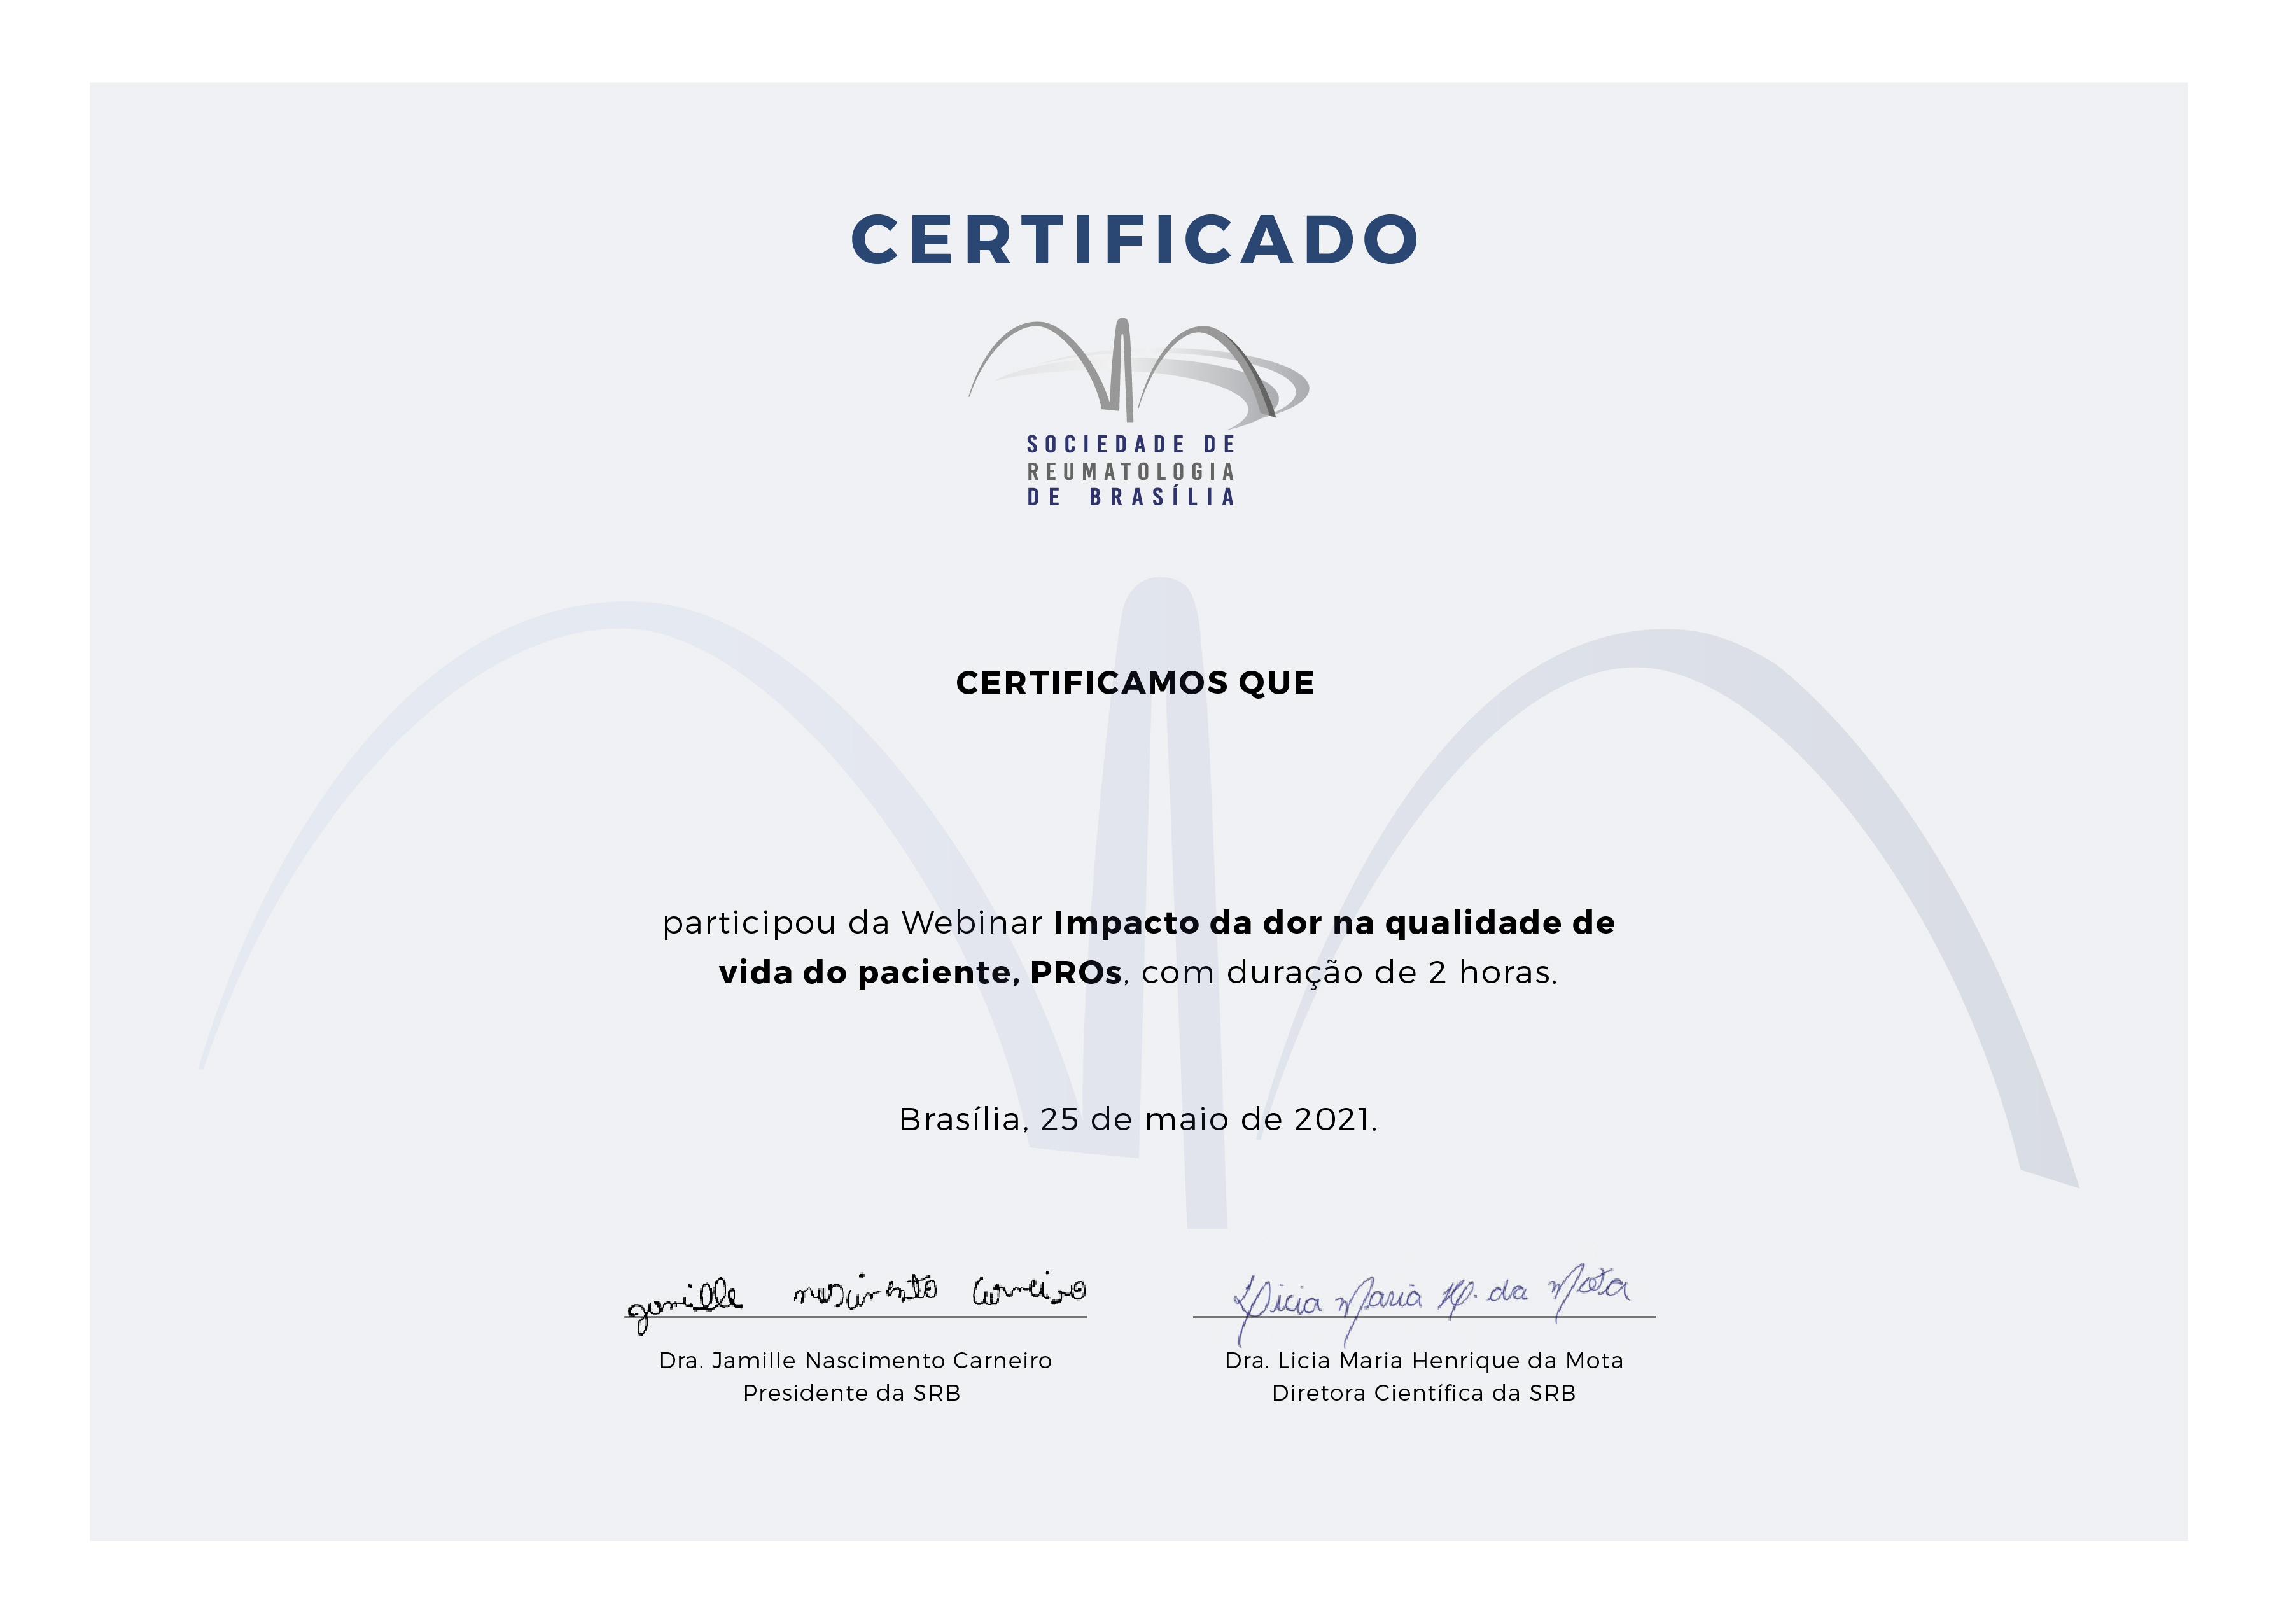 CERTIFICADO
SOCIEDADE DE
REUMATOLOGIA
DE BRASÍLIA
CERTIFICAMOS QUE
participou da Webinar Impacto da dor na qualidade de
vida do paciente, PROs, com duração de 2 horas.
Brasília, 25 de maio de 2021.
Jamille Nascimento Carneiro
Licia Maria H. da Mota
Dra. Jamille Nascimento Carneiro
Presidente da SRB
Dra. Licia Maria Henrique da Mota
Diretora Científica da SRB